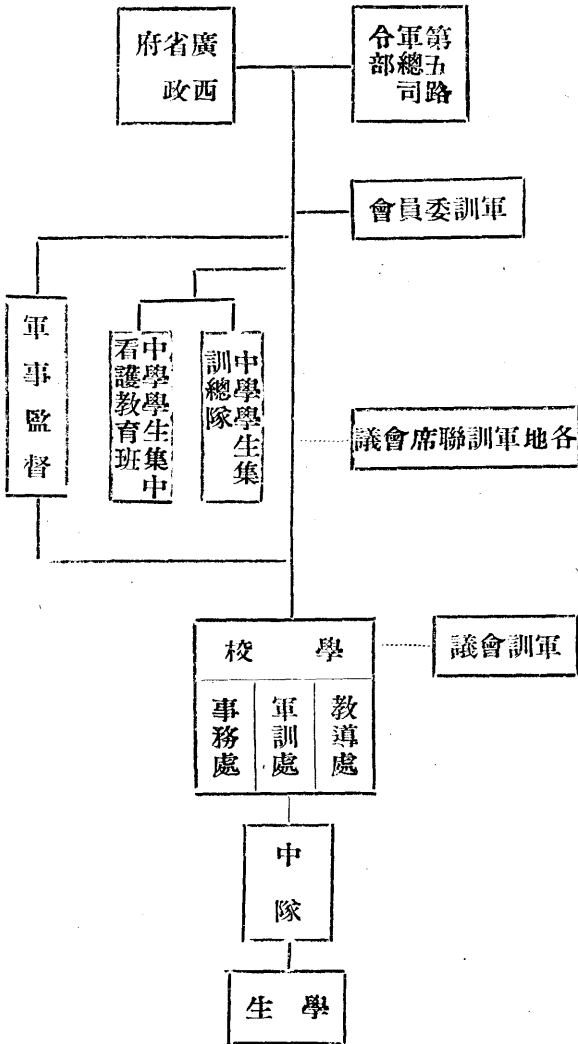 第五路
軍總司
令部
廣西
省政
府
軍訓委員會
軍事監督
中學學生集
訓總隊
中學學生集中
看護教育班
各地軍訓聯席會議
學校
軍訓會議
教導處
軍訓處
事務處
中隊
學生